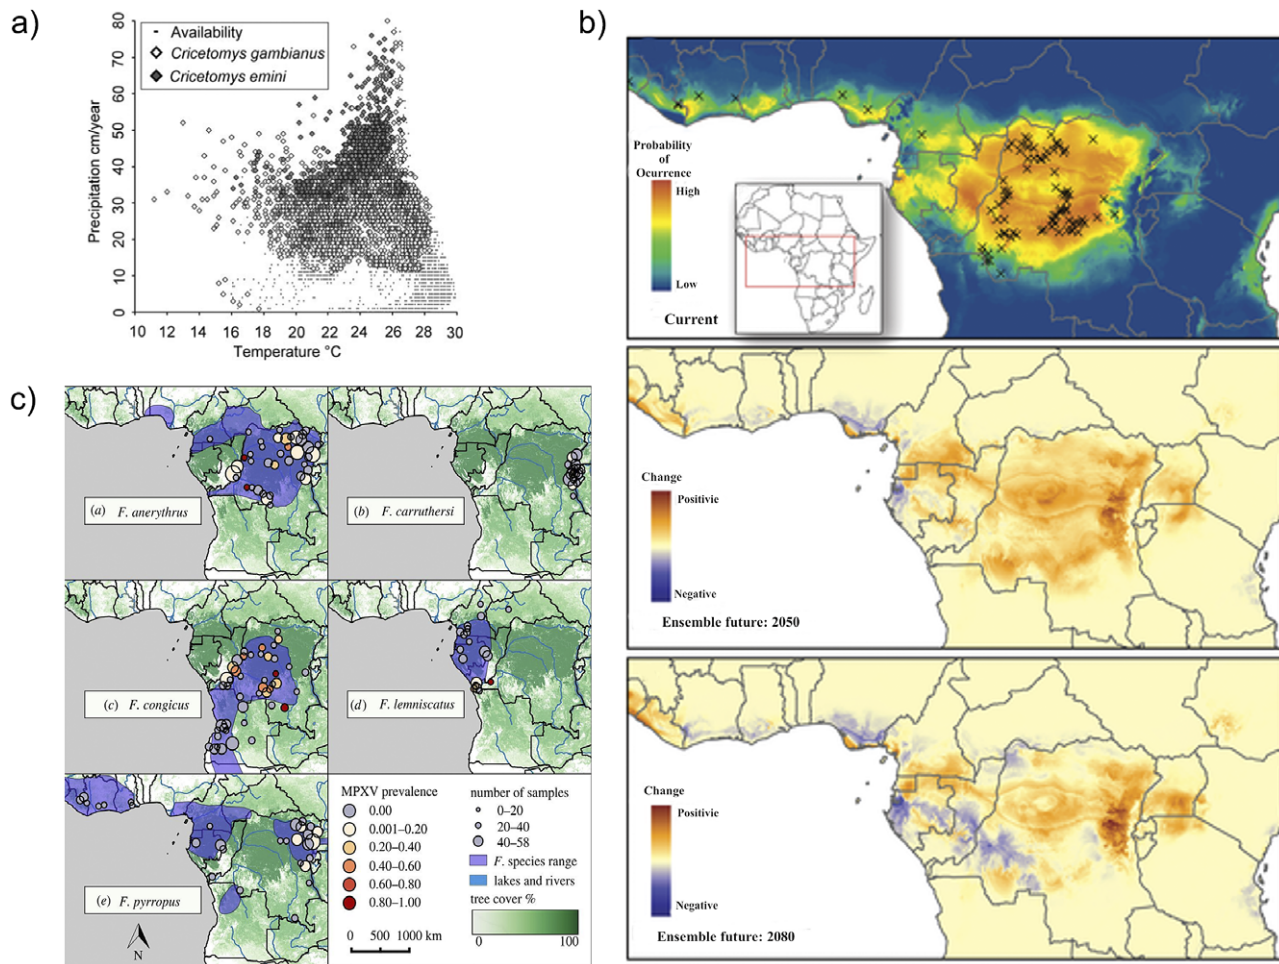 a)
80
70
60
50
40
30
20
10
0
Precipitation cm/year
Availability
Cricetomys gambianus
Cricetomys emini
10 12 14 16 18 20 22 24 26 28 30
Temperature °C
b)
Probability
of
Ocurrence
High
Low
Current
Change
Positivie
Negative
Ensemble future: 2050
Change
Positivie
Negative
Ensemble future: 2080
c)
(a) F. anerythrus
(b) F. carruthersi
(c) F. congicus
(d) F. lemniscatus
(e) F. pyrropus
N
MPXV prevalence
0.00
0.001–0.20
0.20–0.40
0.40–0.60
0.60–0.80
0.80–1.00
0 500 1000 km
number of samples
0–20
20–40
40–58
F. species range
lakes and rivers
tree cover %
0 100